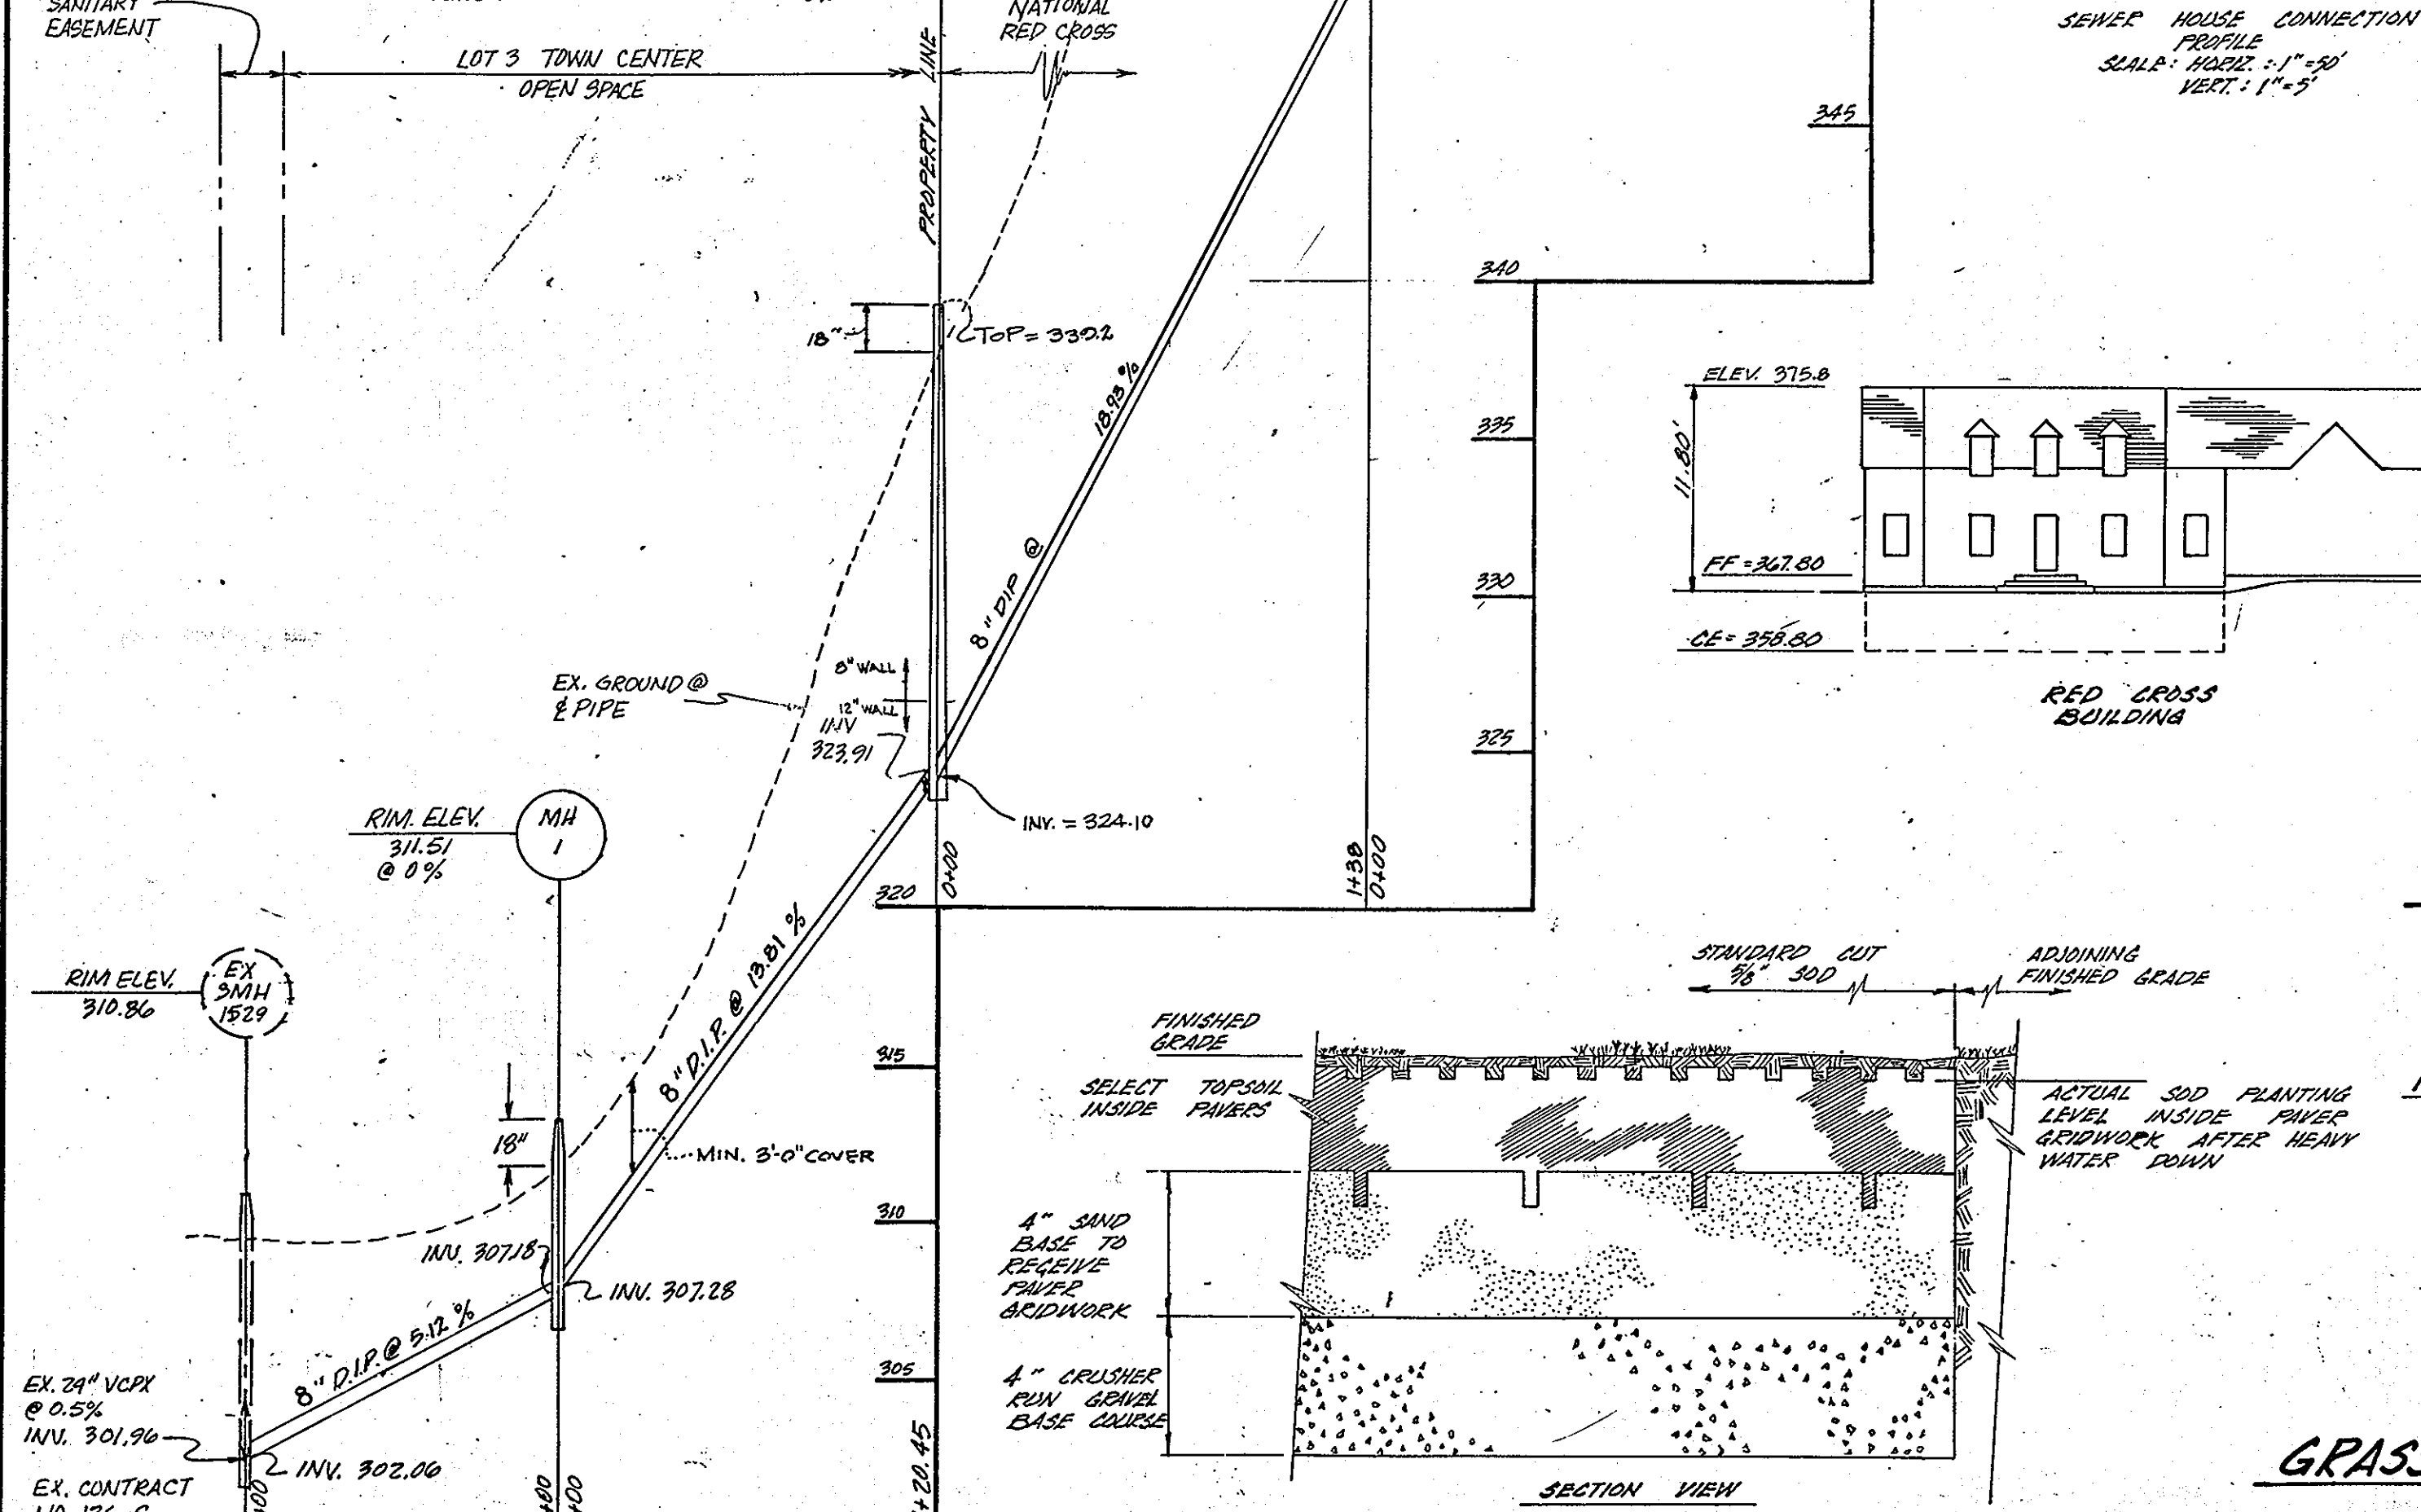 SANITARY
EASEMENT
LOT 3 TOWN CENTER
OPEN SPACE
PROPERTY LINE
NATIONAL
RED CROSS
SEWER HOUSE CONNECTION
PROFILE
SCALE: HORIZ.: 1"=50'
VERT.: 1"=5'
345
340
335
330
325
320
315
310
305
18"
TOP = 339.2
8" DIP @ 18.93 %
ELEV. 375.8
11.80'
FF = 367.80
CE = 358.80
RED CROSS
BUILDING
EX. GROUND @
℄ PIPE
8" WALL
12" WALL
INV
323.91
INV. = 324.10
0+00
1+38
0+00
RIM. ELEV.
311.51
@ 0%
MH
1
RIM ELEV.
310.86
EX
SMH
1529
8" D.I.P. @ 13.81 %
18"
MIN. 3'-0" COVER
INV. 307.18
INV. 307.28
8" D.I.P. @ 5.12 %
EX. 24" VCPX
@ 0.5%
INV. 301.96
INV. 302.06
EX. CONTRACT
+20.45
STANDARD CUT
5/8" SOD
ADJOINING
FINISHED GRADE
FINISHED
GRADE
SELECT TOPSOIL
INSIDE PAVERS
ACTUAL SOD PLANTING
LEVEL INSIDE PAVER
GRIDWORK AFTER HEAVY
WATER DOWN
4" SAND
BASE TO
RECEIVE
PAVER
GRIDWORK
4" CRUSHER
RUN GRAVEL
BASE COURSE
SECTION VIEW
GRASS